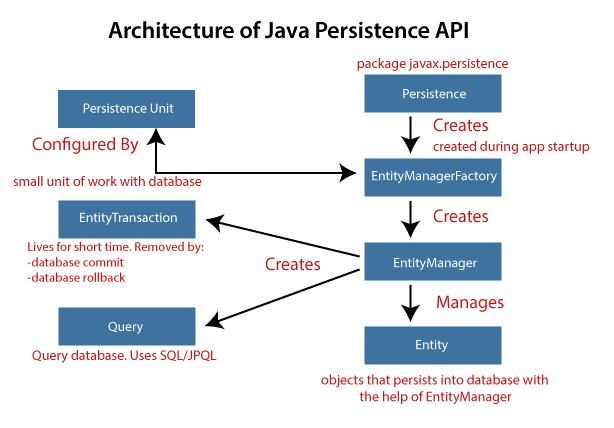 Architecture of Java Persistence API
package javax.persistence
Persistence
Persistence Unit
Creates
Configured By
created during app startup
EntityManagerFactory
small unit of work with database
EntityTransaction
Creates
Lives for short time. Removed by:
-database commit
-database rollback
Creates
EntityManager
Manages
Query
Entity
Query database. Uses SQL/JPQL
objects that persists into database with
the help of EntityManager